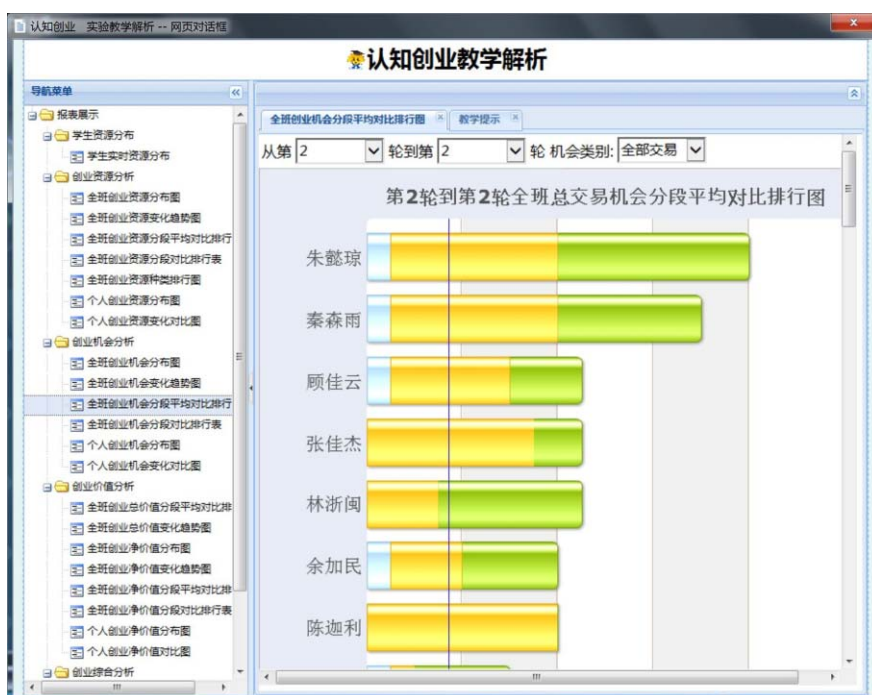 认知创业 实验教学解析 -- 网页对话框
认知创业教学解析
导航菜单
报表展示
学生资源分布
学生实时资源分布
创业资源分析
全班创业资源分布图
全班创业资源变化趋势图
全班创业资源分段平均对比排行
全班创业资源分段对比排行表
全班创业资源种类排行图
个人创业资源分布图
个人创业资源变化对比图
创业机会分析
全班创业机会分布图
全班创业机会变化趋势图
全班创业机会分段平均对比排行
全班创业机会分段对比排行表
个人创业机会分布图
个人创业机会变化对比图
创业价值分析
全班创业总价值分段平均对比排
全班创业总价值变化趋势图
全班创业净价值分布图
全班创业净价值变化趋势图
全班创业净价值分段平均对比排
全班创业净价值分段对比排行表
个人创业净价值分布图
个人创业净价值对比图
创业综合分析
全班创业机会分段平均对比排行图 教学提示
从第 2 轮到第 2 轮 机会类别: 全部交易
第2轮到第2轮全班总交易机会分段平均对比排行图
朱懿琼
秦森雨
顾佳云
张佳杰
林浙闽
余加民
陈迦利